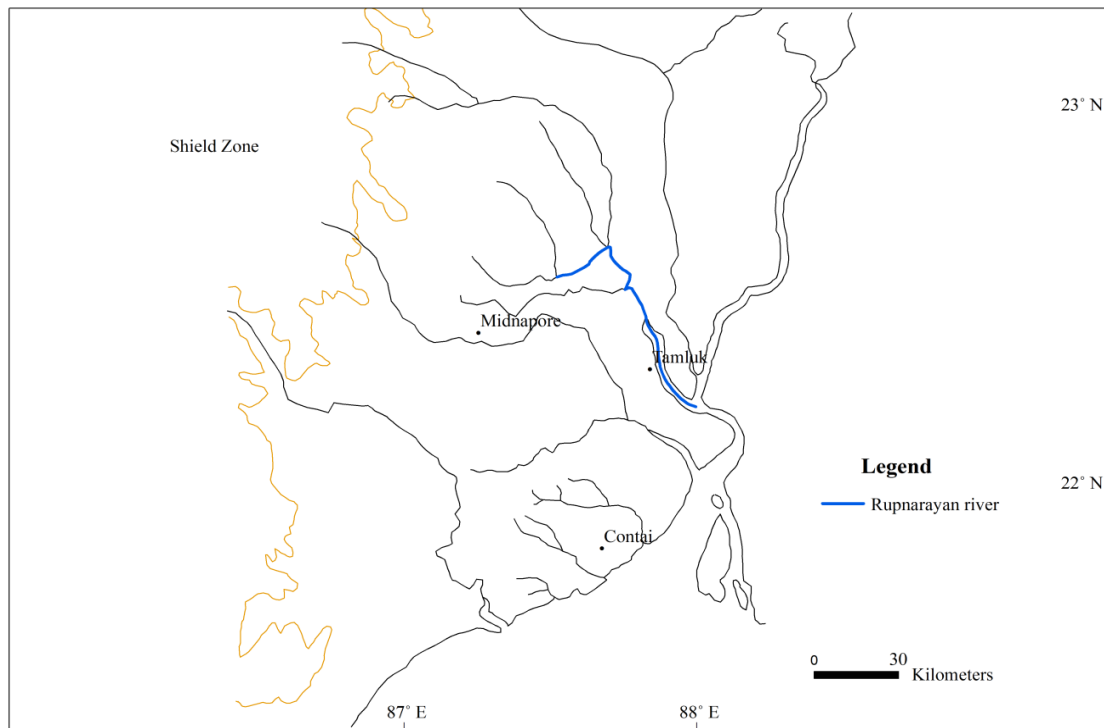 23° N
Shield Zone
Midnapore
Tamluk
Legend
Rupnarayan river
22° N
Contai
0 30
Kilometers
87° E 88° E